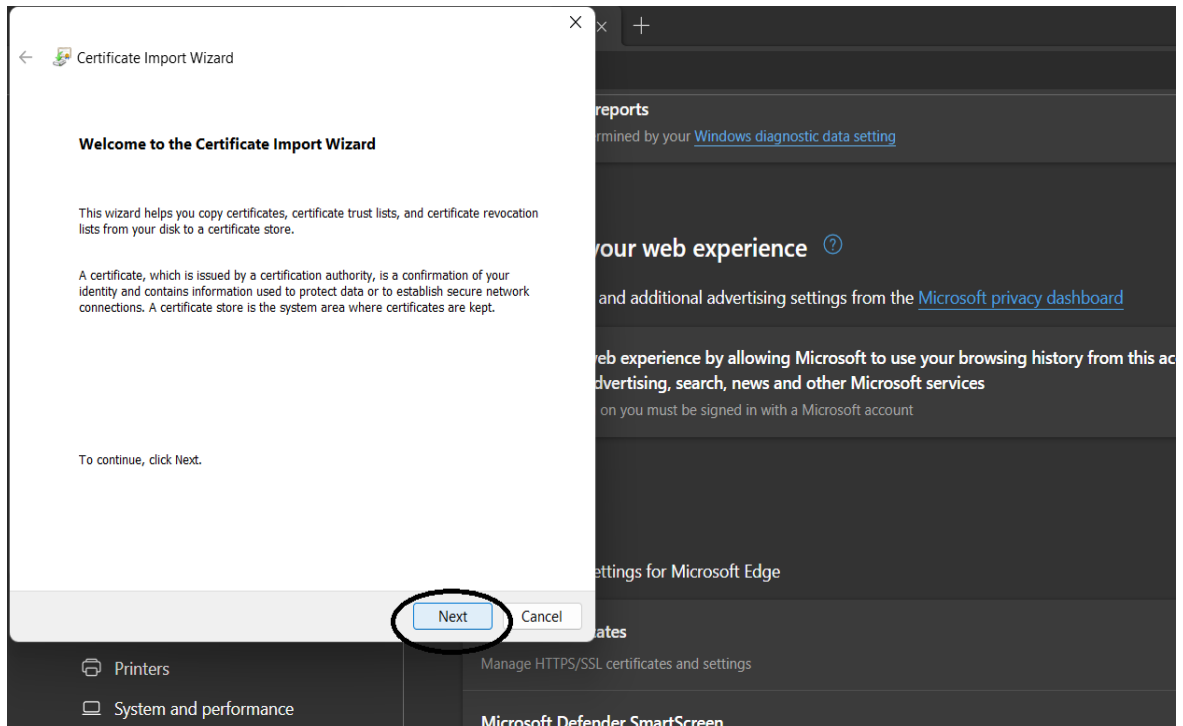 Certificate Import Wizard
Welcome to the Certificate Import Wizard
This wizard helps you copy certificates, certificate trust lists, and certificate revocation
lists from your disk to a certificate store.
A certificate, which is issued by a certification authority, is a confirmation of your
identity and contains information used to protect data or to establish secure network
connections. A certificate store is the system area where certificates are kept.
To continue, click Next.
Next
Cancel
reports
rmined by your Windows diagnostic data setting
your web experience
and additional advertising settings from the Microsoft privacy dashboard
eb experience by allowing Microsoft to use your browsing history from this ac
dvertising, search, news and other Microsoft services
on you must be signed in with a Microsoft account
ettings for Microsoft Edge
ates
Manage HTTPS/SSL certificates and settings
Microsoft Defender SmartScreen
Printers
System and performance